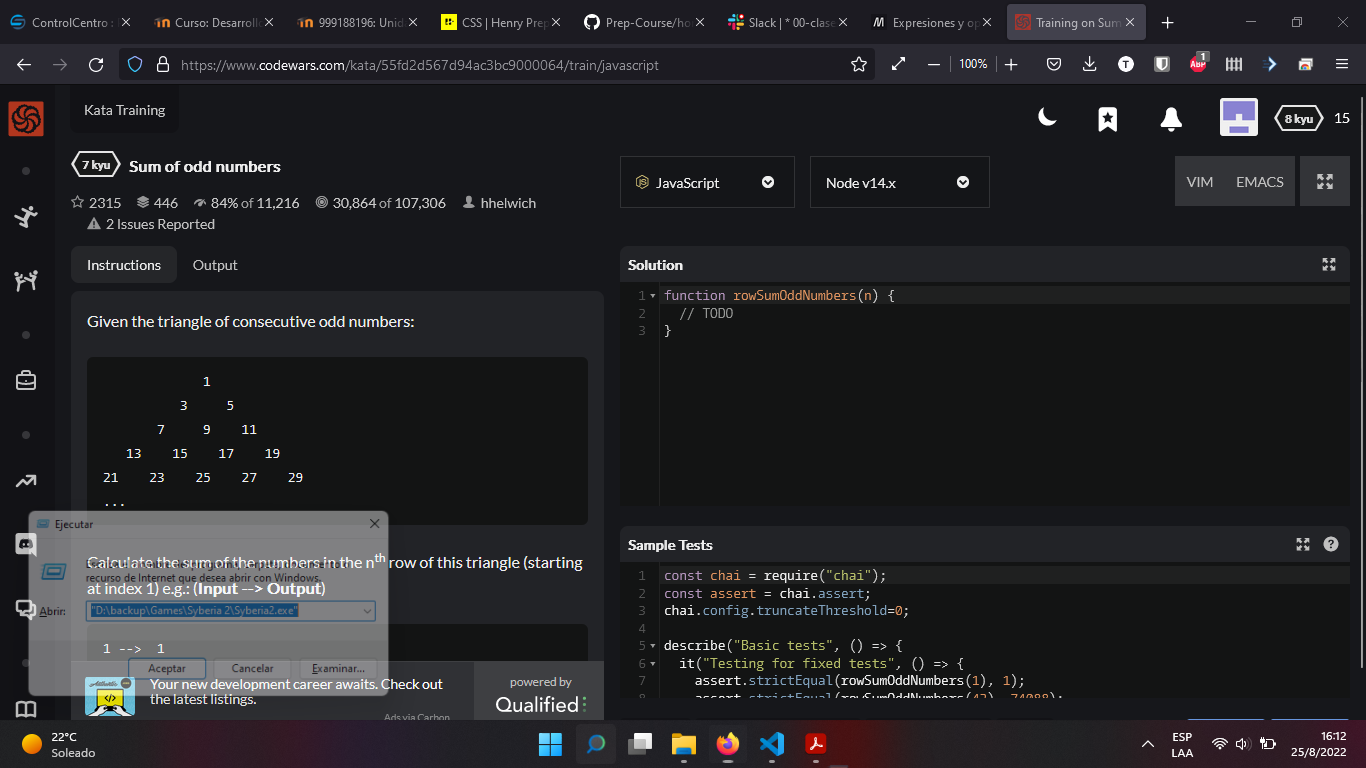 ControlCentro :
Curso: Desarroll
999188196: Unid
CSS | Henry Prep
Prep-Course/ho
Slack | * 00-clase
Expresiones y op
Training on Sum
https://www.codewars.com/kata/55fd2d567d94ac3bc9000064/train/javascript
100%
T
ABP
1
Kata Training
8 kyu
15
7 kyu
Sum of odd numbers
2315
446
84% of 11,216
30,864 of 107,306
hhelwich
2 Issues Reported
JavaScript
Node v14.x
VIM
EMACS
Instructions
Output
Given the triangle of consecutive odd numbers:
1
3 5
7 9 11
13 15 17 19
21 23 25 27 29
...
Calculate the sum of the numbers in the nth row of this triangle (starting
at index 1) e.g.: (Input --> Output)
1 --> 1
Ejecutar
recurso de Internet que desea abrir con Windows.
Abrir:
"D:\backup\Games\Syberia 2\Syberia2.exe"
Aceptar
Cancelar
Examinar...
Your new development career awaits. Check out
the latest listings.
Ads via Carbon
powered by
Qualified
Solution
1 function rowSumOddNumbers(n) {
2 // TODO
3 }
Sample Tests
1 const chai = require("chai");
2 const assert = chai.assert;
3 chai.config.truncateThreshold=0;
4
5 describe("Basic tests", () => {
6 it("Testing for fixed tests", () => {
7 assert.strictEqual(rowSumOddNumbers(1), 1);
8 assert.strictEqual(rowSumOddNumbers(42), 74088);
22°C
Soleado
ESP
LAA
16:12
25/8/2022